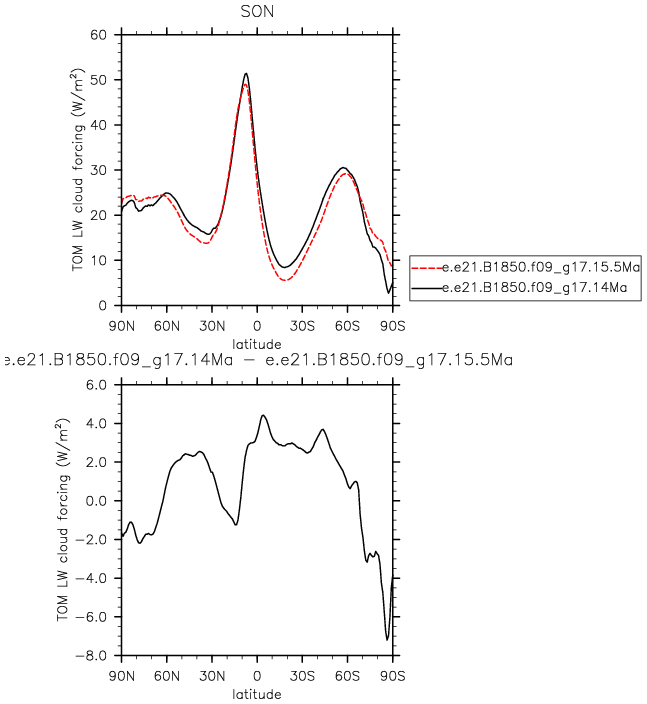 SON
60
50
40
30
20
10
0
TOM LW cloud forcing (W/m²)
90N 60N 30N 0 30S 60S 90S
latitude
e.e21.B1850.f09_g17.15.5Ma
e.e21.B1850.f09_g17.14Ma
e.e21.B1850.f09_g17.14Ma – e.e21.B1850.f09_g17.15.5Ma
6.0
4.0
2.0
0.0
−2.0
−4.0
−6.0
−8.0
TOM LW cloud forcing (W/m²)
90N 60N 30N 0 30S 60S 90S
latitude